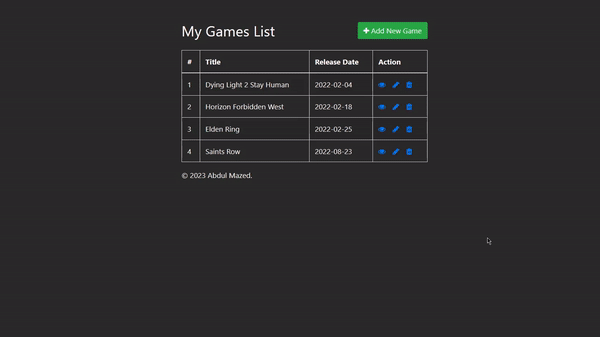 My Games List
Add New Game
# Title Release Date Action
1 Dying Light 2 Stay Human 2022-02-04
2 Horizon Forbidden West 2022-02-18
3 Elden Ring 2022-02-25
4 Saints Row 2022-08-23
© 2023 Abdul Mazed.